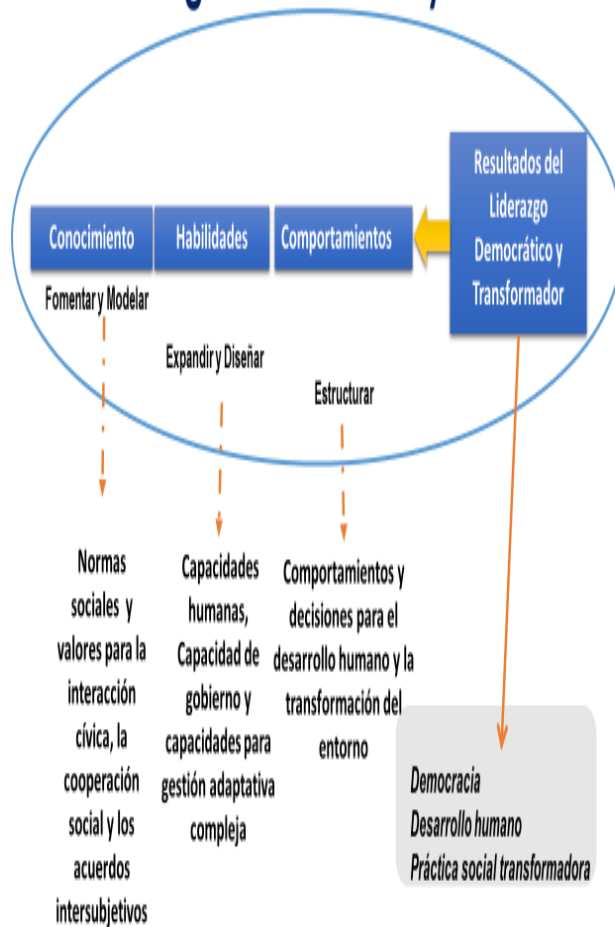 Resultados del
Liderazgo
Democrático y
Transformador
Conocimiento
Habilidades
Comportamientos
Fomentar y Modelar
Expandir y Diseñar
Estructurar
Normas
sociales y
valores para la
interacción
cívica, la
cooperación
social y los
acuerdos
intersubjetivos
Capacidades
humanas,
Capacidad de
gobierno y
capacidades para
gestión adaptativa
compleja
Comportamientos y
decisiones para el
desarrollo humano y la
transformación del
entorno
Democracia
Desarrollo humano
Práctica social transformadora